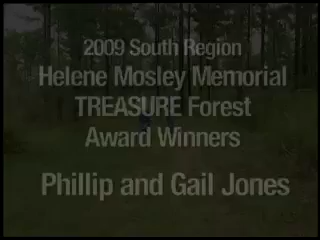 2009 South Region
Helene Mosley Memorial
TREASURE Forest
Award Winners
Phillip and Gail Jones